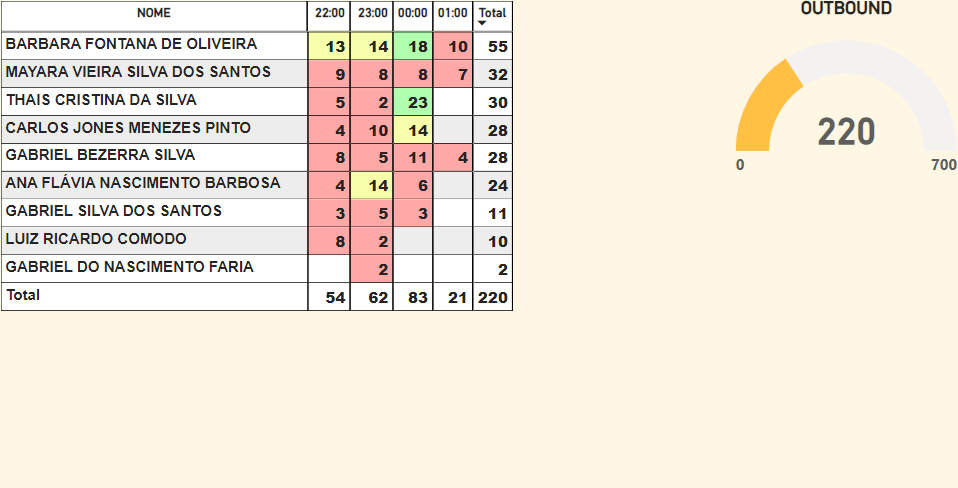 NOME 22:00 23:00 00:00 01:00 Total
BARBARA FONTANA DE OLIVEIRA 13 14 18 10 55
MAYARA VIEIRA SILVA DOS SANTOS 9 8 8 7 32
THAIS CRISTINA DA SILVA 5 2 23 30
CARLOS JONES MENEZES PINTO 4 10 14 28
GABRIEL BEZERRA SILVA 8 5 11 4 28
ANA FLÁVIA NASCIMENTO BARBOSA 4 14 6 24
GABRIEL SILVA DOS SANTOS 3 5 3 11
LUIZ RICARDO COMODO 8 2 10
GABRIEL DO NASCIMENTO FARIA 2 2
Total 54 62 83 21 220
OUTBOUND
220
0 700